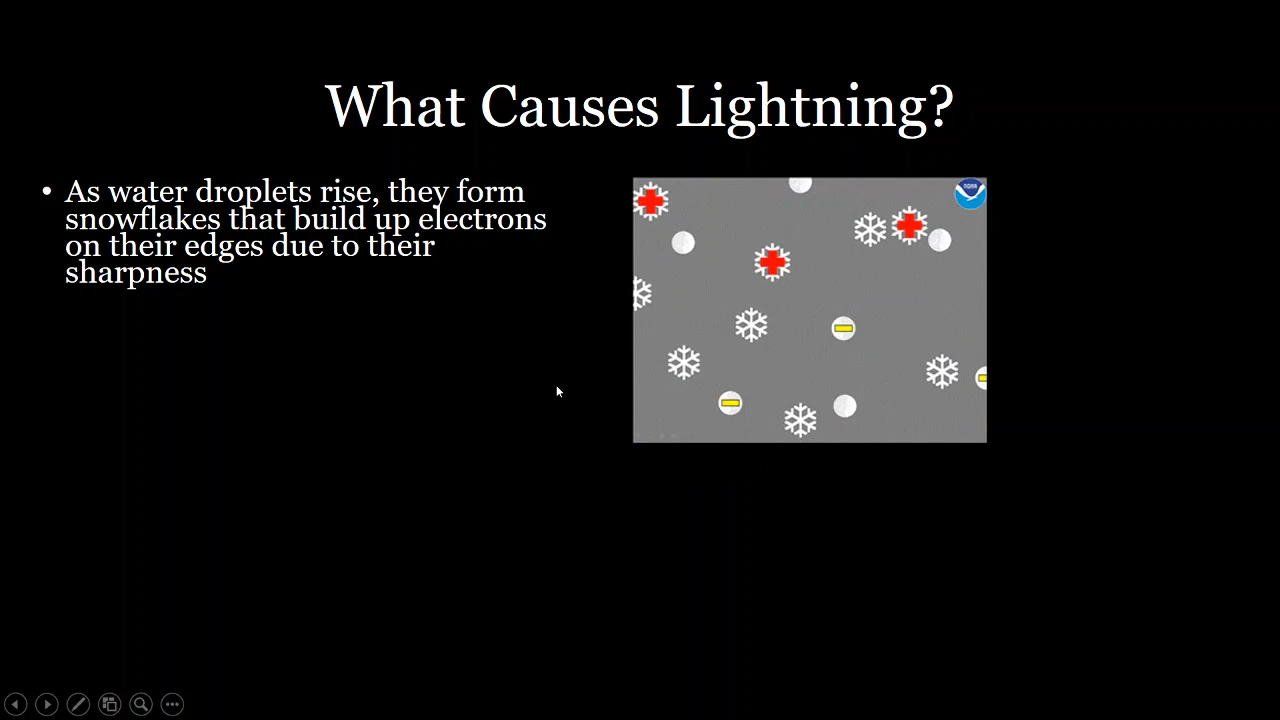 What Causes Lightning?
• As water droplets rise, they form
snowflakes that build up electrons
on their edges due to their
sharpness
NOAA